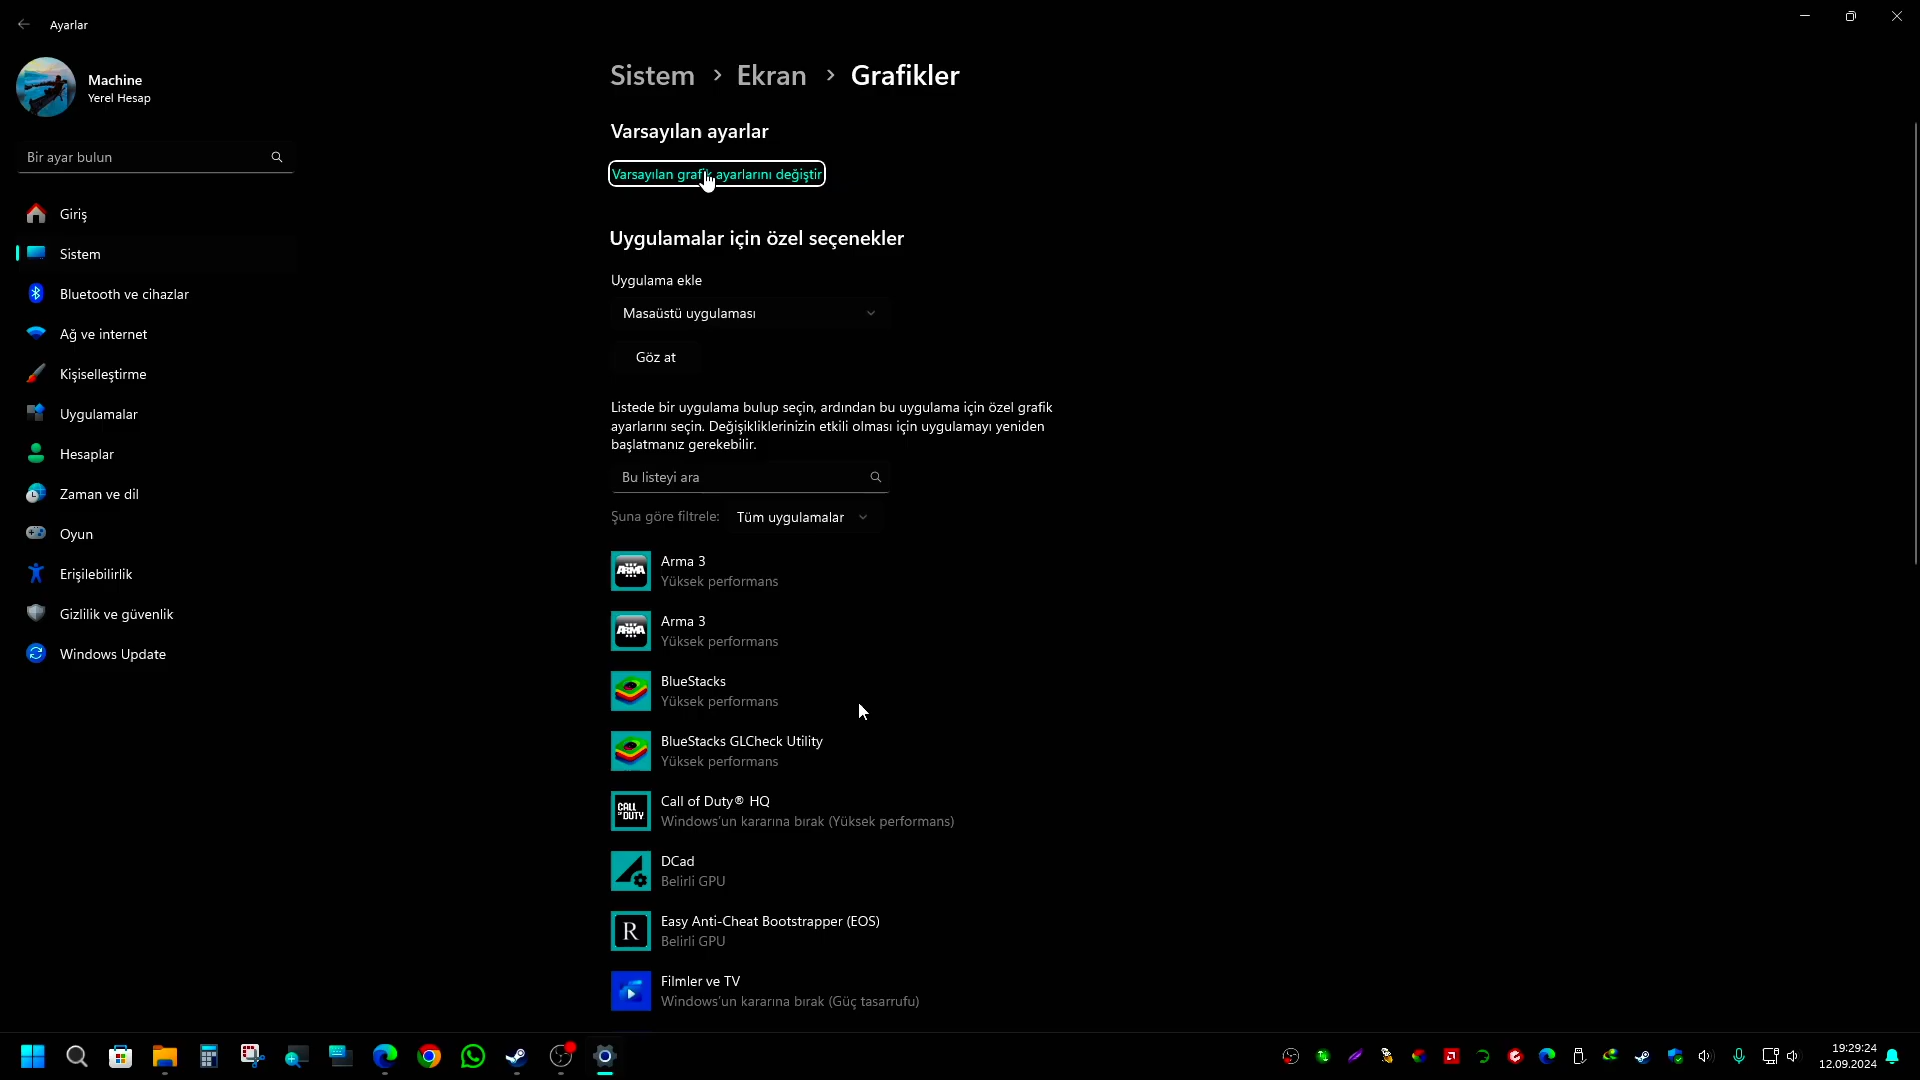 Ayarlar
Machine
Yerel Hesap
Bir ayar bulun
Giriş
Sistem
Bluetooth ve cihazlar
Ağ ve internet
Kişiselleştirme
Uygulamalar
Hesaplar
Zaman ve dil
Oyun
Erişilebilirlik
Gizlilik ve güvenlik
Windows Update
Sistem > Ekran > Grafikler
Varsayılan ayarlar
Varsayılan grafik ayarlarını değiştir
Uygulamalar için özel seçenekler
Uygulama ekle
Masaüstü uygulaması
Göz at
Listede bir uygulama bulup seçin, ardından bu uygulama için özel grafik
ayarlarını seçin. Değişikliklerinizin etkili olması için uygulamayı yeniden
başlatmanız gerekebilir.
Bu listeyi ara
Şuna göre filtrele: Tüm uygulamalar
ARMA
Arma 3
Yüksek performans
ARMA
Arma 3
Yüksek performans
BlueStacks
Yüksek performans
BlueStacks GLCheck Utility
Yüksek performans
CALL OF DUTY
Call of Duty® HQ
Windows'un kararına bırak (Yüksek performans)
DCad
Belirli GPU
R
Easy Anti-Cheat Bootstrapper (EOS)
Belirli GPU
Filmler ve TV
Windows'un kararına bırak (Güç tasarrufu)
19:29:24
12.09.2024